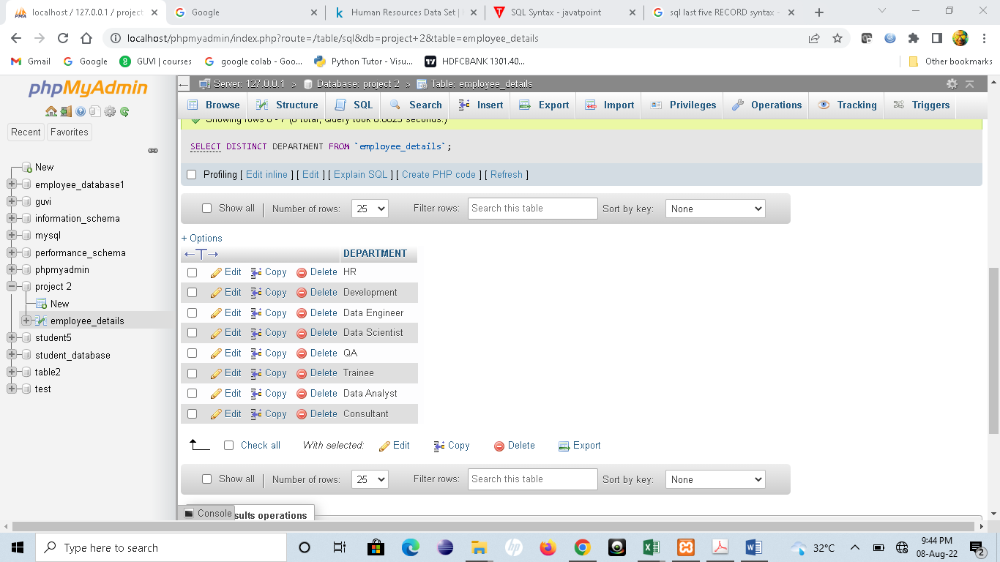 localhost / 127.0.0.1 / project
Google
Human Resources Data Set |
SQL Syntax - javatpoint
sql last five RECORD syntax -
localhost/phpmyadmin/index.php?route=/table/sql&db=project+2&table=employee_details
Gmail
Google
GUVI | courses
google colab - Goo...
Python Tutor - Visu...
HDFCBANK 1301.40...
Other bookmarks
phpMyAdmin
Recent
Favorites
New
employee_database1
guvi
information_schema
mysql
performance_schema
phpmyadmin
project 2
New
employee_details
student5
student_database
table2
test
Server: 127.0.0.1 » Database: project 2 » Table: employee_details
Browse
Structure
SQL
Search
Insert
Export
Import
Privileges
Operations
Tracking
Triggers
Showing rows 0 - 7 (8 total, Query took 0.0023 seconds.)
SELECT DISTINCT DEPARTMENT FROM `employee_details`;
Profiling [ Edit inline ] [ Edit ] [ Explain SQL ] [ Create PHP code ] [ Refresh ]
Show all | Number of rows: 25 Filter rows: Search this table Sort by key: None
+ Options
←T→ DEPARTMENT
Edit Copy Delete HR
Edit Copy Delete Development
Edit Copy Delete Data Engineer
Edit Copy Delete Data Scientist
Edit Copy Delete QA
Edit Copy Delete Trainee
Edit Copy Delete Data Analyst
Edit Copy Delete Consultant
Check all With selected: Edit Copy Delete Export
Show all | Number of rows: 25 Filter rows: Search this table Sort by key: None
Console
sults operations
Type here to search
32°C
9:44 PM
08-Aug-22
2